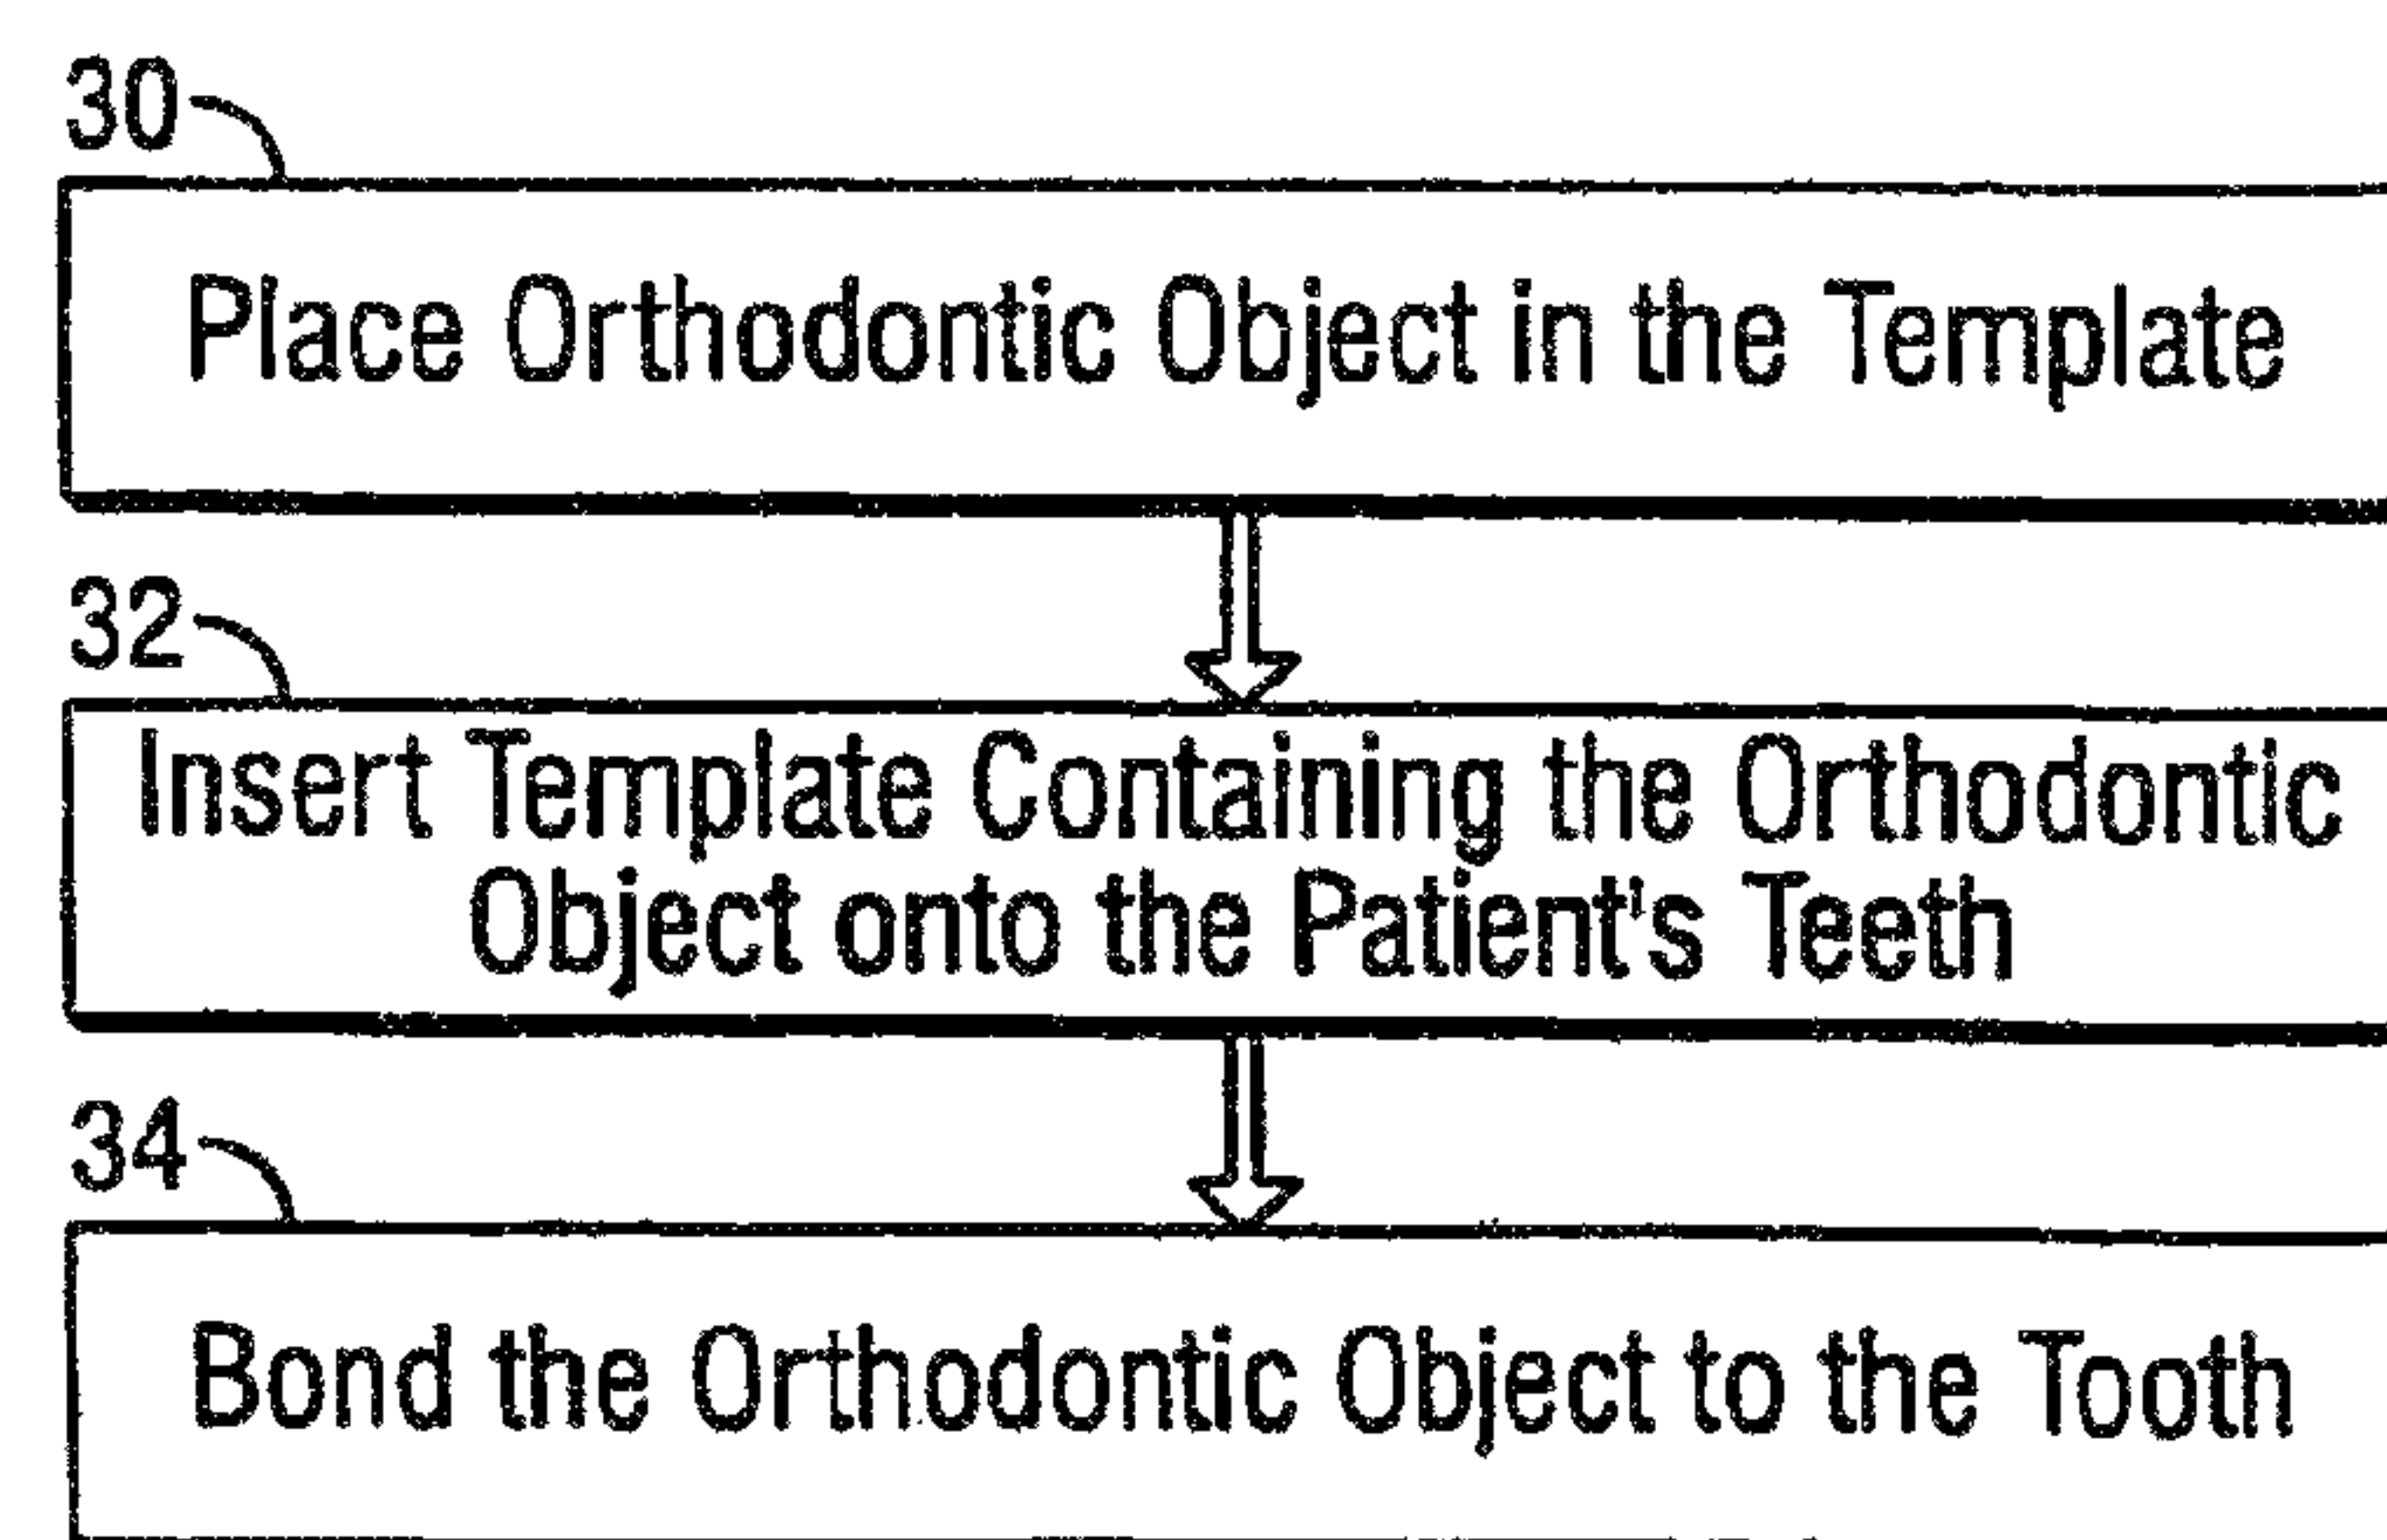 30
Place Orthodontic Object in the Template
32
Insert Template Containing the Orthodontic
Object onto the Patient's Teeth
34
Bond the Orthodontic Object to the Tooth